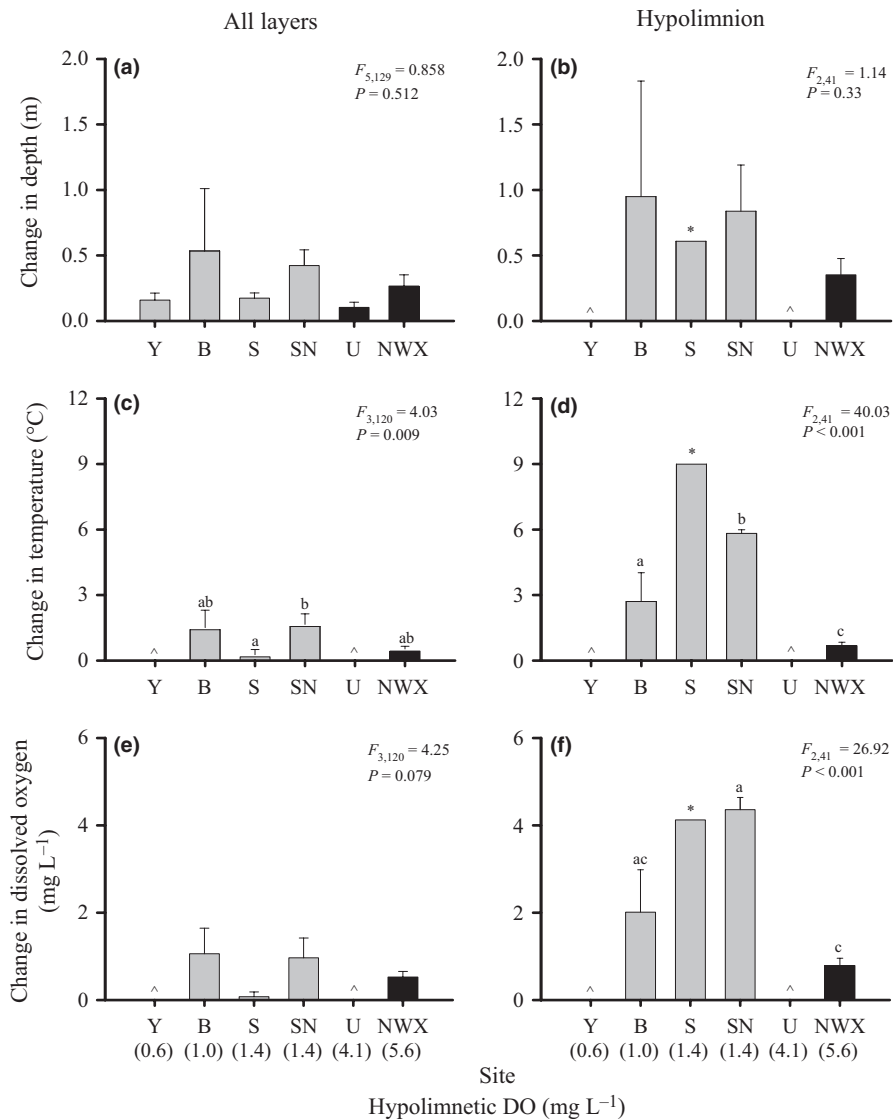 All layers
Hypolimnion
(a)
F5,129 = 0.858
P = 0.512
Change in depth (m)
2.0
1.5
1.0
0.5
0.0
Y B S SN U NWX
(b)
F2,41 = 1.14
P = 0.33
2.0
1.5
1.0
0.5
0.0
^ * ^
Y B S SN U NWX
(c)
F3,120 = 4.03
P = 0.009
Change in temperature (°C)
12
9
6
3
0
^ ab a b ^ ab
Y B S SN U NWX
(d)
F2,41 = 40.03
P < 0.001
12
9
6
3
0
^ a * b ^ c
Y B S SN U NWX
(e)
F3,120 = 4.25
P = 0.079
Change in dissolved oxygen
(mg L−1)
6
4
2
0
^ ^
Y B S SN U NWX
(0.6) (1.0) (1.4) (1.4) (4.1) (5.6)
(f)
F2,41 = 26.92
P < 0.001
6
4
2
0
^ ac * a ^ c
Y B S SN U NWX
(0.6) (1.0) (1.4) (1.4) (4.1) (5.6)
Site
Hypolimnetic DO (mg L−1)